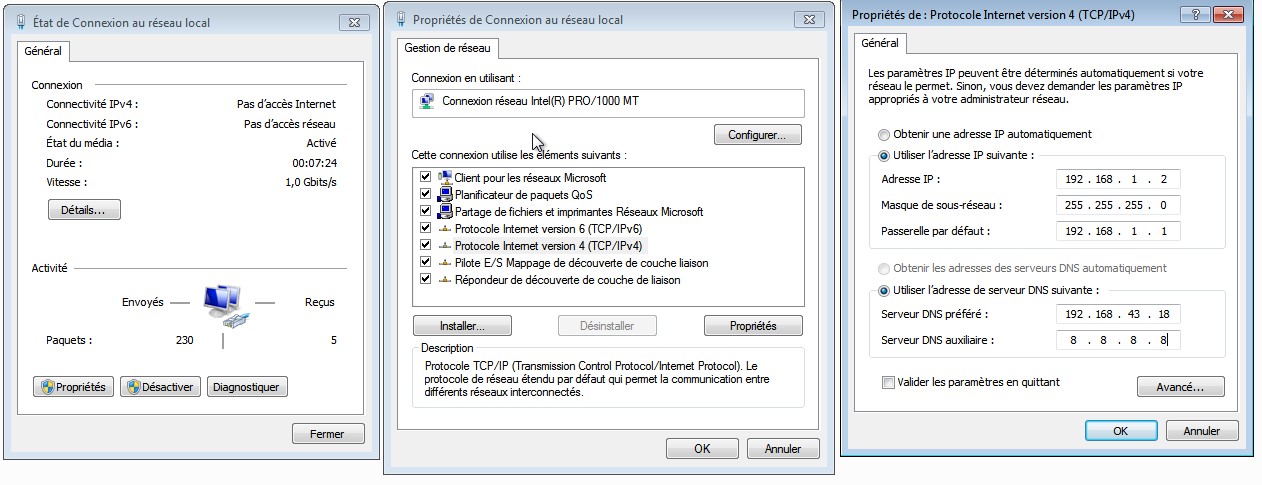 État de Connexion au réseau local
Général
Connexion
Connectivité IPv4 : Pas d'accès Internet
Connectivité IPv6 : Pas d'accès réseau
État du média : Activé
Durée : 00:07:24
Vitesse : 1,0 Gbits/s
Détails...
Activité
Envoyés — Reçus
Paquets : 230 5
Propriétés Désactiver Diagnostiquer
Fermer
Propriétés de Connexion au réseau local
Gestion de réseau
Connexion en utilisant :
Connexion réseau Intel(R) PRO/1000 MT
Configurer...
Cette connexion utilise les éléments suivants :
Client pour les réseaux Microsoft
Planificateur de paquets QoS
Partage de fichiers et imprimantes Réseaux Microsoft
Protocole Internet version 6 (TCP/IPv6)
Protocole Internet version 4 (TCP/IPv4)
Pilote E/S Mappage de découverte de couche liaison
Répondeur de découverte de couche liaison
Installer... Désinstaller Propriétés
Description
Protocole TCP/IP (Transmission Control Protocol/Internet Protocol). Le
protocole de réseau étendu par défaut qui permet la communication entre
différents réseaux interconnectés.
OK Annuler
Propriétés de : Protocole Internet version 4 (TCP/IPv4)
Général
Les paramètres IP peuvent être déterminés automatiquement si votre
réseau le permet. Sinon, vous devez demander les paramètres IP
appropriés à votre administrateur réseau.
Obtenir une adresse IP automatiquement
Utiliser l'adresse IP suivante :
Adresse IP : 192 . 168 . 1 . 2
Masque de sous-réseau : 255 . 255 . 255 . 0
Passerelle par défaut : 192 . 168 . 1 . 1
Obtenir les adresses des serveurs DNS automatiquement
Utiliser l'adresse de serveur DNS suivante :
Serveur DNS préféré : 192 . 168 . 43 . 18
Serveur DNS auxiliaire : 8 . 8 . 8 . 8
Valider les paramètres en quittant
Avancé...
OK Annuler